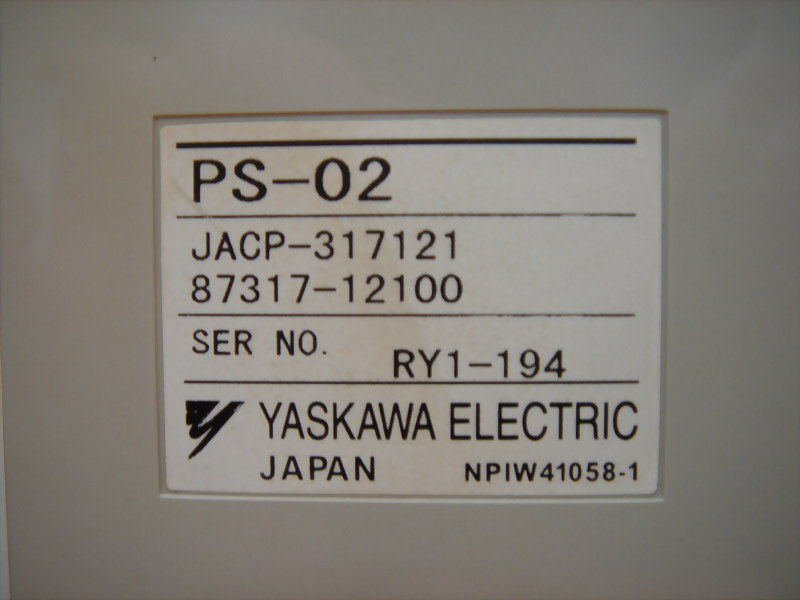 PS-02
JACP-317121
87317-12100
SER NO. RY1-194
YASKAWA ELECTRIC
JAPAN NPIW41058-1